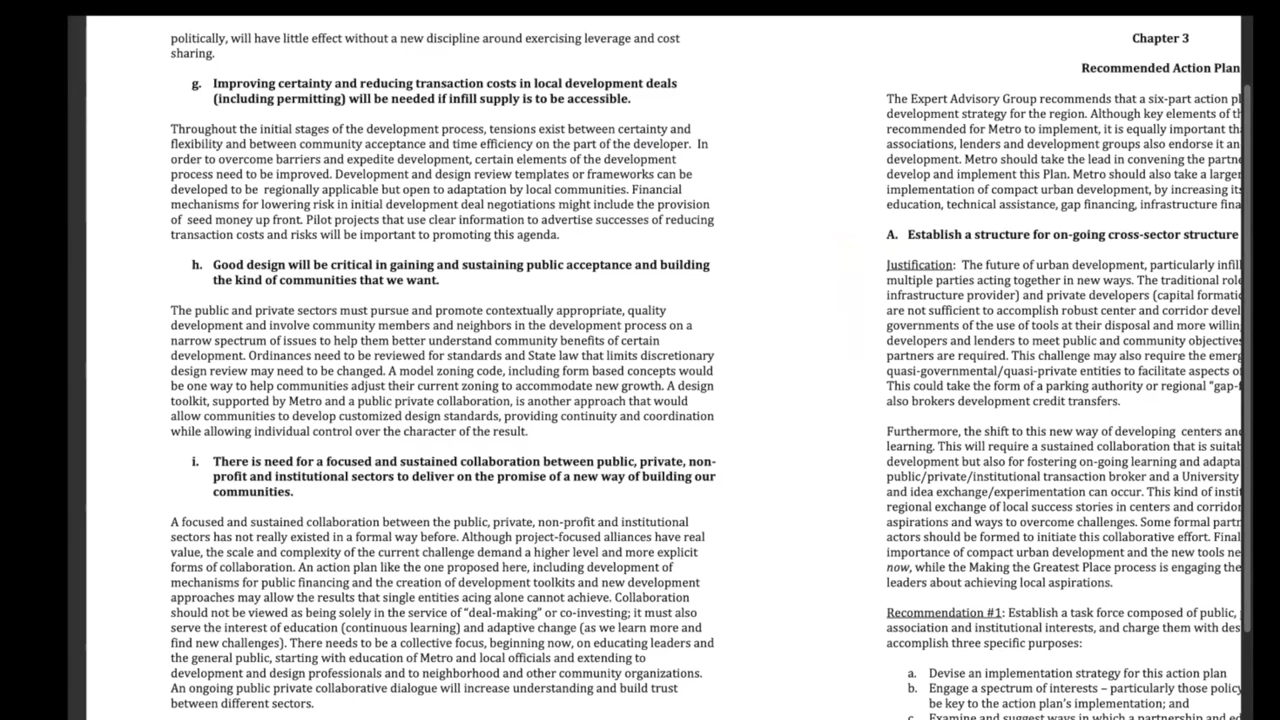 politically, will have little effect without a new discipline around exercising leverage and cost
sharing.
g. Improving certainty and reducing transaction costs in local development deals
(including permitting) will be needed if infill supply is to be accessible.
Throughout the initial stages of the development process, tensions exist between certainty and
flexibility and between community acceptance and time efficiency on the part of the developer. In
order to overcome barriers and expedite development, certain elements of the development
process need to be improved. Development and design review templates or frameworks can be
developed to be regionally applicable but open to adaptation by local communities. Financial
mechanisms for lowering risk in initial development deal negotiations might include the provision
of seed money up front. Pilot projects that use clear information to advertise successes of reducing
transaction costs and risks will be important to promoting this agenda.
h. Good design will be critical in gaining and sustaining public acceptance and building
the kind of communities that we want.
The public and private sectors must pursue and promote contextually appropriate, quality
development and involve community members and neighbors in the development process on a
narrow spectrum of issues to help them better understand community benefits of certain
development. Ordinances need to be reviewed for standards and State law that limits discretionary
design review may need to be changed. A model zoning code, including form based concepts would
be one way to help communities adjust their current zoning to accommodate new growth. A design
toolkit, supported by Metro and a public private collaboration, is another approach that would
allow communities to develop customized design standards, providing continuity and coordination
while allowing individual control over the character of the result.
i. There is need for a focused and sustained collaboration between public, private, non-
profit and institutional sectors to deliver on the promise of a new way of building our
communities.
A focused and sustained collaboration between the public, private, non-profit and institutional
sectors has not really existed in a formal way before. Although project-focused alliances have real
value, the scale and complexity of the current challenge demand a higher level and more explicit
forms of collaboration. An action plan like the one proposed here, including development of
mechanisms for public financing and the creation of development toolkits and new development
approaches may allow the results that single entities acting alone cannot achieve. Collaboration
should not be viewed as being solely in the service of “deal-making” or co-investing; it must also
serve the interest of education (continuous learning) and adaptive change (as we learn more and
find new challenges). There needs to be a collective focus, beginning now, on educating leaders and
the general public, starting with education of Metro and local officials and extending to
development and design professionals and to neighborhood and other community organizations.
An ongoing public private collaborative dialogue will increase understanding and build trust
between different sectors.
Chapter 3
Recommended Action Plan
The Expert Advisory Group recommends that a six-part action
development strategy for the region. Although key elements of
recommended for Metro to implement, it is equally important
associations, lenders and development groups also endorse it
development. Metro should take the lead in convening the
develop and implement this Plan. Metro should also take a larger
implementation of compact urban development, by increasing
education, technical assistance, gap financing, infrastructure
A. Establish a structure for on-going cross-sector structure
Justification: The future of urban development, particularly
multiple parties acting together in new ways. The traditional
infrastructure provider) and private developers (capital
are not sufficient to accomplish robust center and corridor
governments of the use of tools at their disposal and more
developers and lenders to meet public and community
partners are required. This challenge may also require the
quasi-governmental/quasi-private entities to facilitate aspects
This could take the form of a parking authority or regional
also brokers development credit transfers.
Furthermore, the shift to this new way of developing centers
learning. This will require a sustained collaboration that is
development but also for fostering on-going learning and
public/private/institutional transaction broker and a University
and idea exchange/experimentation can occur. This kind of
regional exchange of local success stories in centers and
aspirations and ways to overcome challenges. Some formal
actors should be formed to initiate this collaborative effort.
importance of compact urban development and the new tools
now, while the Making the Greatest Place process is engaging
leaders about achieving local aspirations.
Recommendation #1: Establish a task force composed of public,
association and institutional interests, and charge them with
accomplish three specific purposes:
a. Devise an implementation strategy for this action plan
b. Engage a spectrum of interests – particularly those
be key to the action plan's implementation; and
c. Examine and suggest ways in which a partnership and